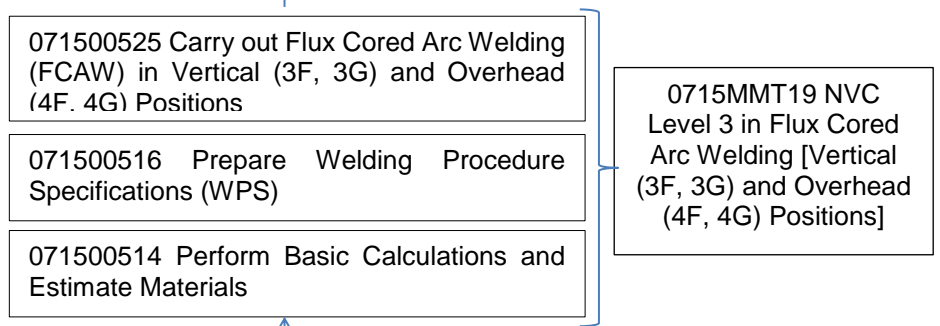 071500525 Carry out Flux Cored Arc Welding
(FCAW) in Vertical (3F, 3G) and Overhead
(4F, 4G) Positions
071500516 Prepare Welding Procedure
Specifications (WPS)
071500514 Perform Basic Calculations and
Estimate Materials
0715MMT19 NVC
Level 3 in Flux Cored
Arc Welding [Vertical
(3F, 3G) and Overhead
(4F, 4G) Positions]